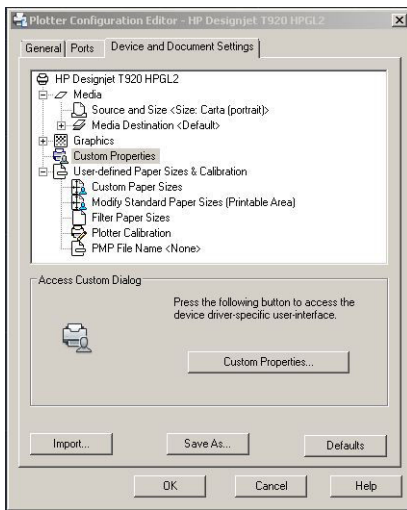 Plotter Configuration Editor - HP Designjet T920 HPGL2
General Ports Device and Document Settings
HP Designjet T920 HPGL2
Media
Source and Size <Size: Carta (portrait)>
Media Destination <Default>
Graphics
Custom Properties
User-defined Paper Sizes & Calibration
Custom Paper Sizes
Modify Standard Paper Sizes (Printable Area)
Filter Paper Sizes
Plotter Calibration
PMP File Name <None>
Access Custom Dialog
Press the following button to access the
device driver-specific user-interface.
Custom Properties...
Import... Save As... Defaults
OK Cancel Help